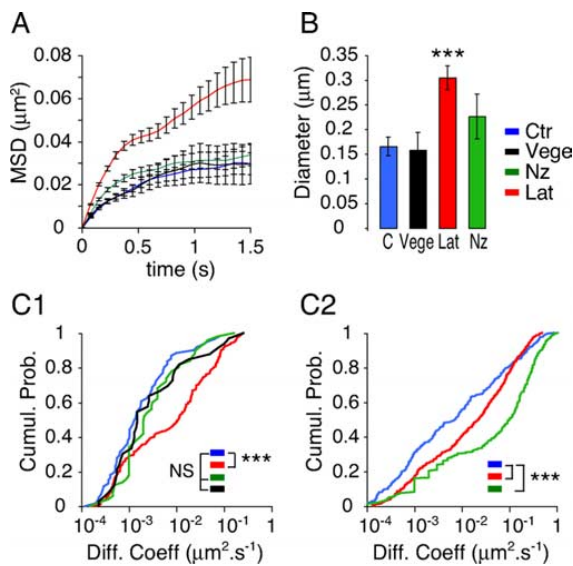 A
MSD (μm²)
0.08
0.06
0.04
0.02
0
0 0.5 1 1.5
time (s)
B
Diameter (μm)
0.35
0.3
0.25
0.2
0.15
0.1
0.05
0
***
C Vege Lat Nz
Ctr
Vege
Nz
Lat
C1
Cumul. Prob.
1
0.8
0.6
0.4
0.2
0
NS
***
10⁻⁴ 10⁻³ 10⁻² 10⁻¹ 1
Diff. Coeff (μm².s⁻¹)
C2
Cumul. Prob.
1
0.8
0.6
0.4
0.2
0
***
10⁻⁴ 10⁻³ 10⁻² 10⁻¹ 1
Diff. Coeff (μm².s⁻¹)